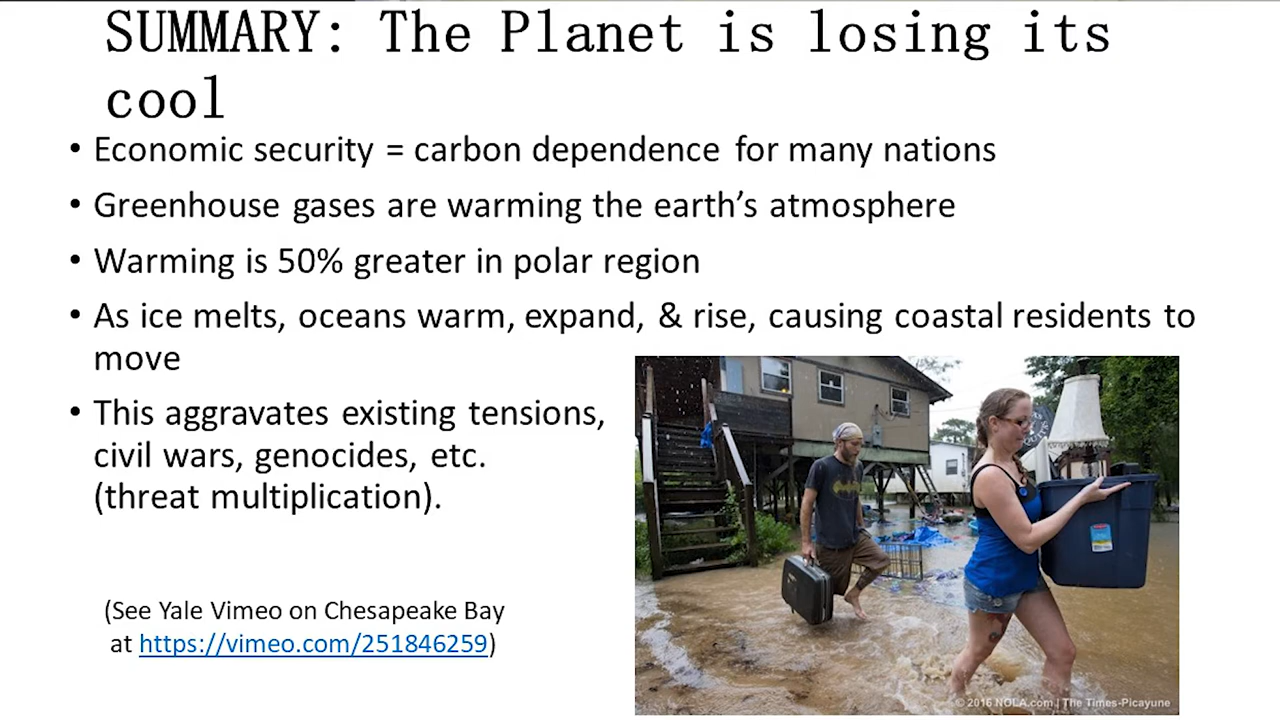 SUMMARY: The Planet is losing its
cool
• Economic security = carbon dependence for many nations
• Greenhouse gases are warming the earth's atmosphere
• Warming is 50% greater in polar region
• As ice melts, oceans warm, expand, & rise, causing coastal residents to
move
• This aggravates existing tensions,
civil wars, genocides, etc.
(threat multiplication).
(See Yale Vimeo on Chesapeake Bay
at https://vimeo.com/251846259)
© 2016 NOLA.com | The Times-Picayune